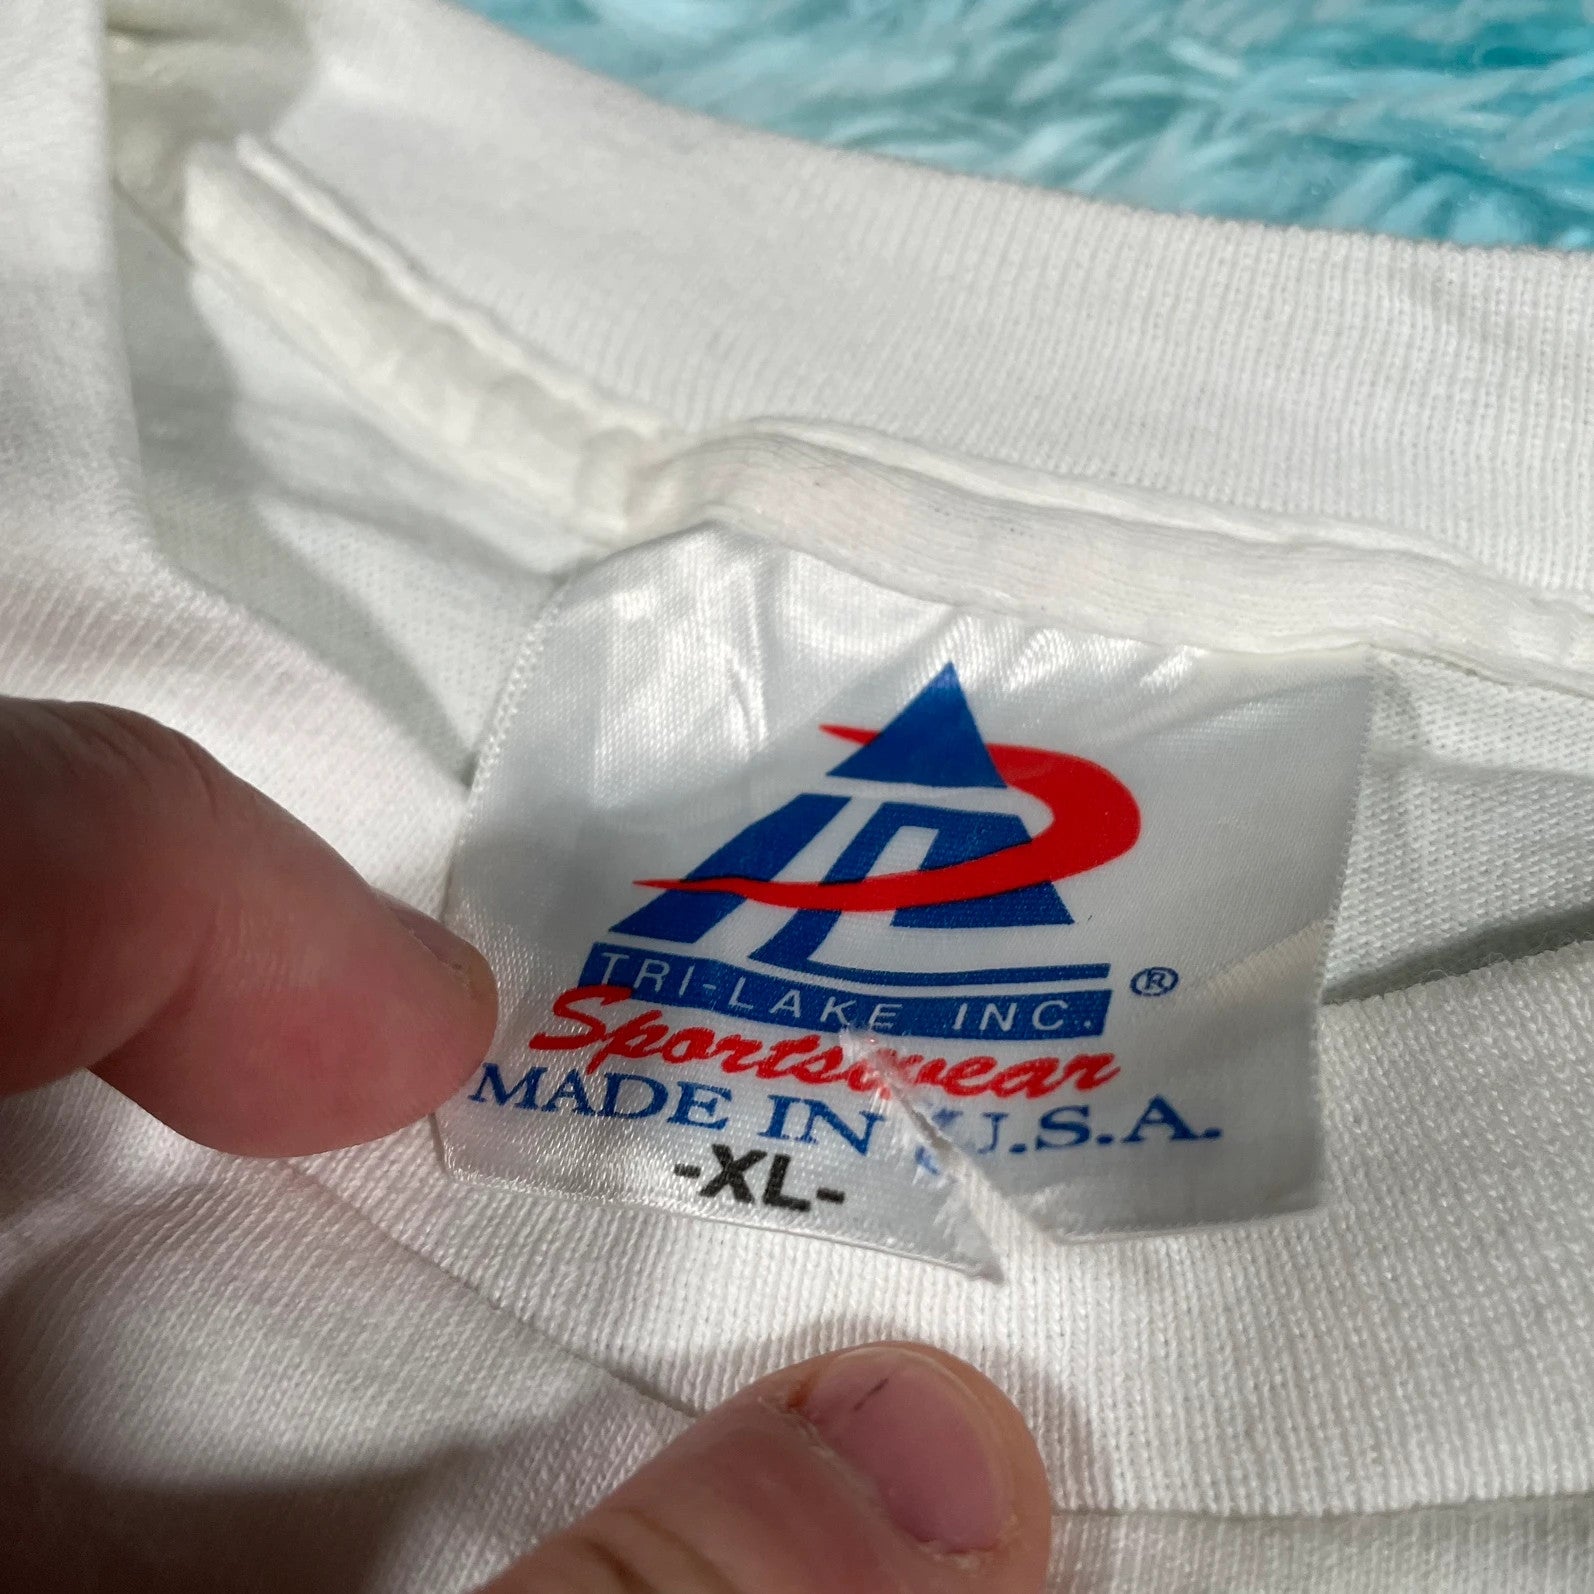 TRI-LAKE INC. ®
Sportswear
MADE IN U.S.A.
-XL-